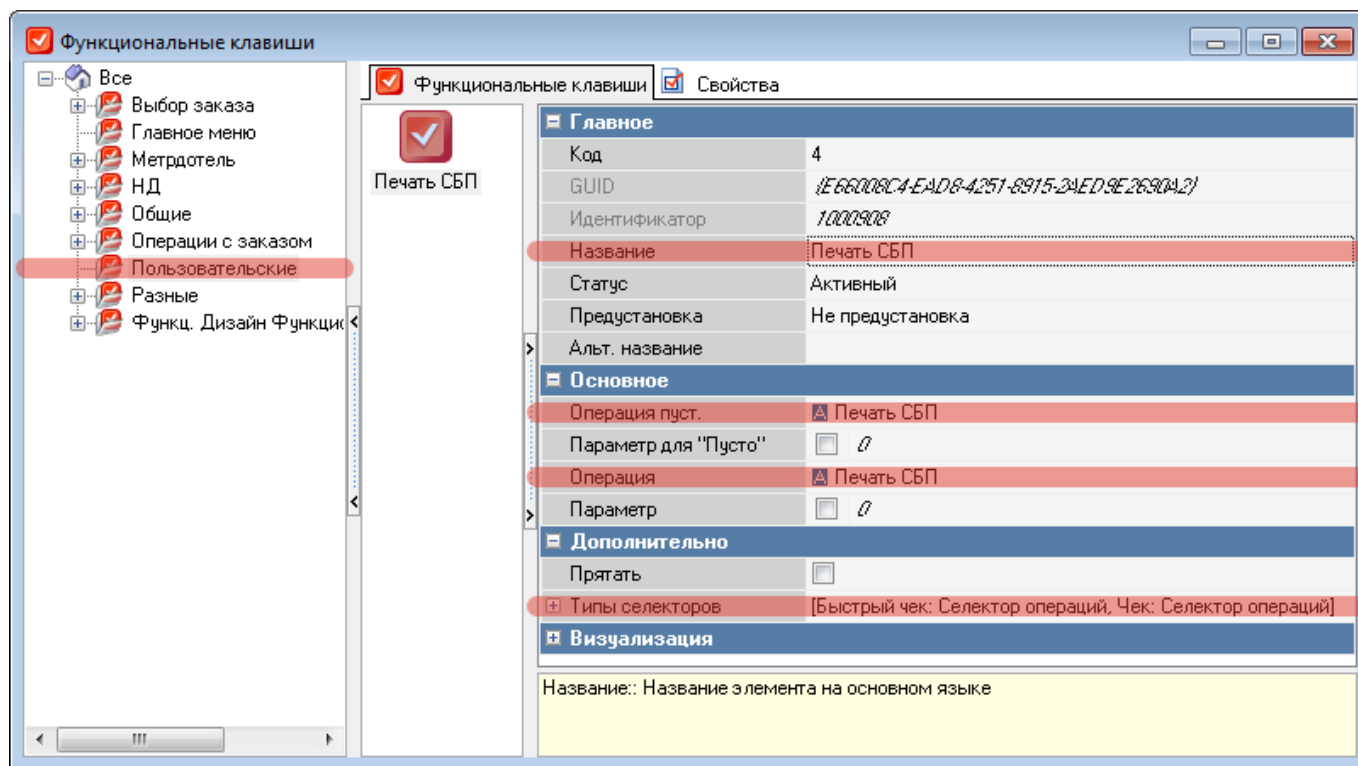 Функциональные клавиши
Все
Выбор заказа
Главное меню
Метрдотель
НД
Общие
Операции с заказом
Пользовательские
Разные
Функц. Дизайн Функцио
Функциональные клавиши Свойства
Печать СБП
Главное
Код 4
GUID {E66008C4-EAD8-4251-8915-2AED9E2690A2}
Идентификатор 1000908
Название Печать СБП
Статус Активный
Предустановка Не предустановка
Альт. название
Основное
Операция пуст. Печать СБП
Параметр для "Пусто" 0
Операция Печать СБП
Параметр 0
Дополнительно
Прятать
Типы селекторов [Быстрый чек: Селектор операций, Чек: Селектор операций]
Визуализация
Название:: Название элемента на основном языке